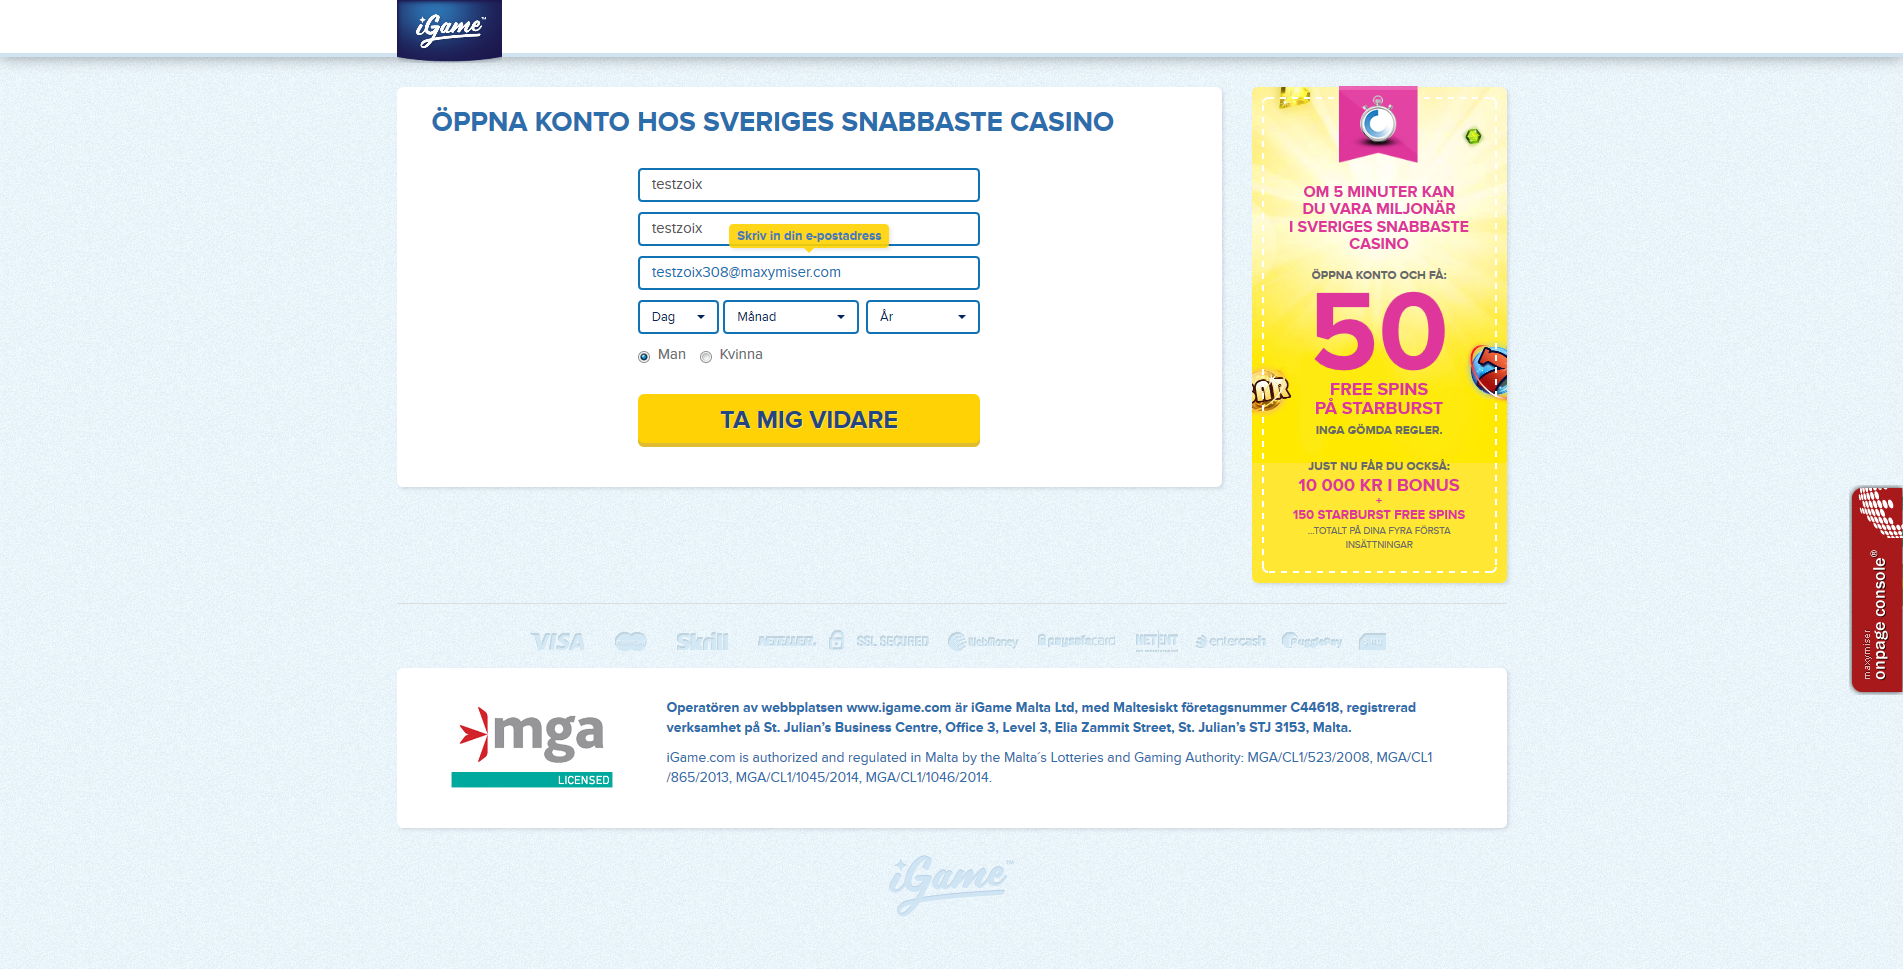 iGame™
ÖPPNA KONTO HOS SVERIGES SNABBASTE CASINO
testzoix
testzoix
Skriv in din e-postadress
testzoix308@maxymiser.com
Dag Månad År
Man Kvinna
TA MIG VIDARE
OM 5 MINUTER KAN
DU VARA MILJONÄR
I SVERIGES SNABBASTE
CASINO
ÖPPNA KONTO OCH FÅ:
50
FREE SPINS
PÅ STARBURST
INGA GÖMDA REGLER.
BAR
7
JUST NU FÅR DU OCKSÅ:
10 000 KR I BONUS
+
150 STARBURST FREE SPINS
...TOTALT PÅ DINA FYRA FÖRSTA
INSÄTTNINGAR
maxymiser
onpage console®
VISA Skrill NETELLER SSL SECURED WebMoney paysafecard NETENT entercash PugglePay
mga
LICENSED
Operatören av webbplatsen www.igame.com är iGame Malta Ltd, med Maltesiskt företagsnummer C44618, registrerad
verksamhet på St. Julian’s Business Centre, Office 3, Level 3, Elia Zammit Street, St. Julian’s STJ 3153, Malta.
iGame.com is authorized and regulated in Malta by the Malta´s Lotteries and Gaming Authority: MGA/CL1/523/2008, MGA/CL1
/865/2013, MGA/CL1/1045/2014, MGA/CL1/1046/2014.
iGame™